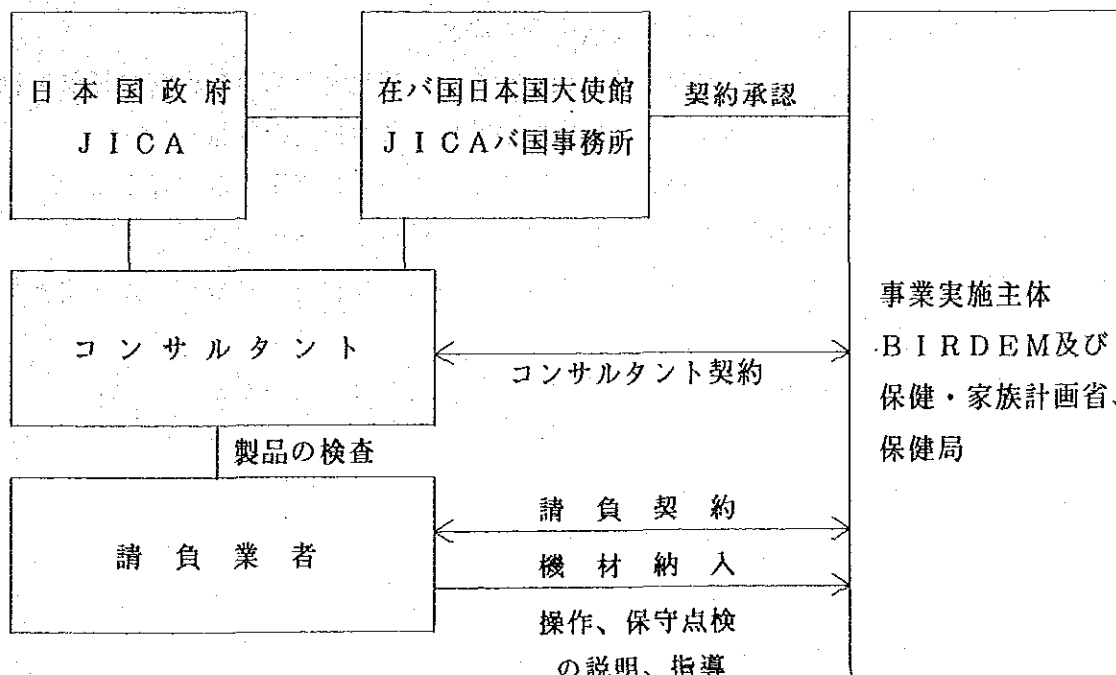 日本国政府
JICA
在バ国日本国大使館
JICAバ国事務所
契約承認
コンサルタント
コンサルタント契約
事業実施主体
BIRDEM及び
保健・家族計画省、
保健局
製品の検査
請負業者
請負契約
機材納入
操作、保守点検
の説明、指導